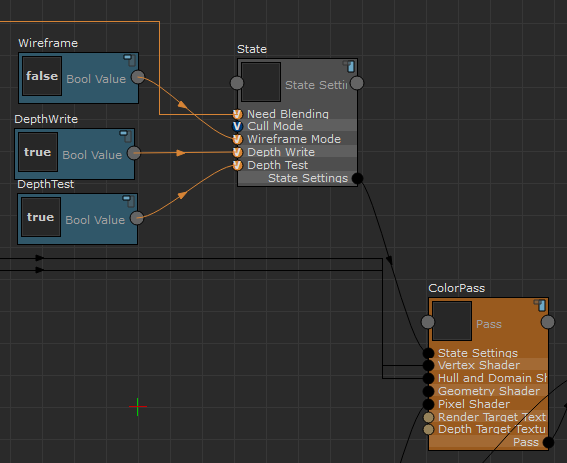 Wireframe
false
Bool Value
DepthWrite
true
Bool Value
DepthTest
true
Bool Value
State
State Settin
Need Blending
V Cull Mode
Wireframe Mode
Depth Write
Depth Test
State Settings
ColorPass
Pass
State Settings
Vertex Shader
Hull and Domain Sh
Geometry Shader
Pixel Shader
Render Target Text
Depth Target Textu
Pass